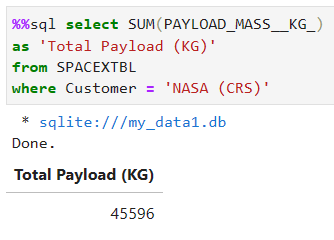 %%sql select SUM(PAYLOAD_MASS__KG_)
as 'Total Payload (KG)'
from SPACEXTBL
where Customer = 'NASA (CRS)'
* sqlite:///my_data1.db
Done.
Total Payload (KG)
45596